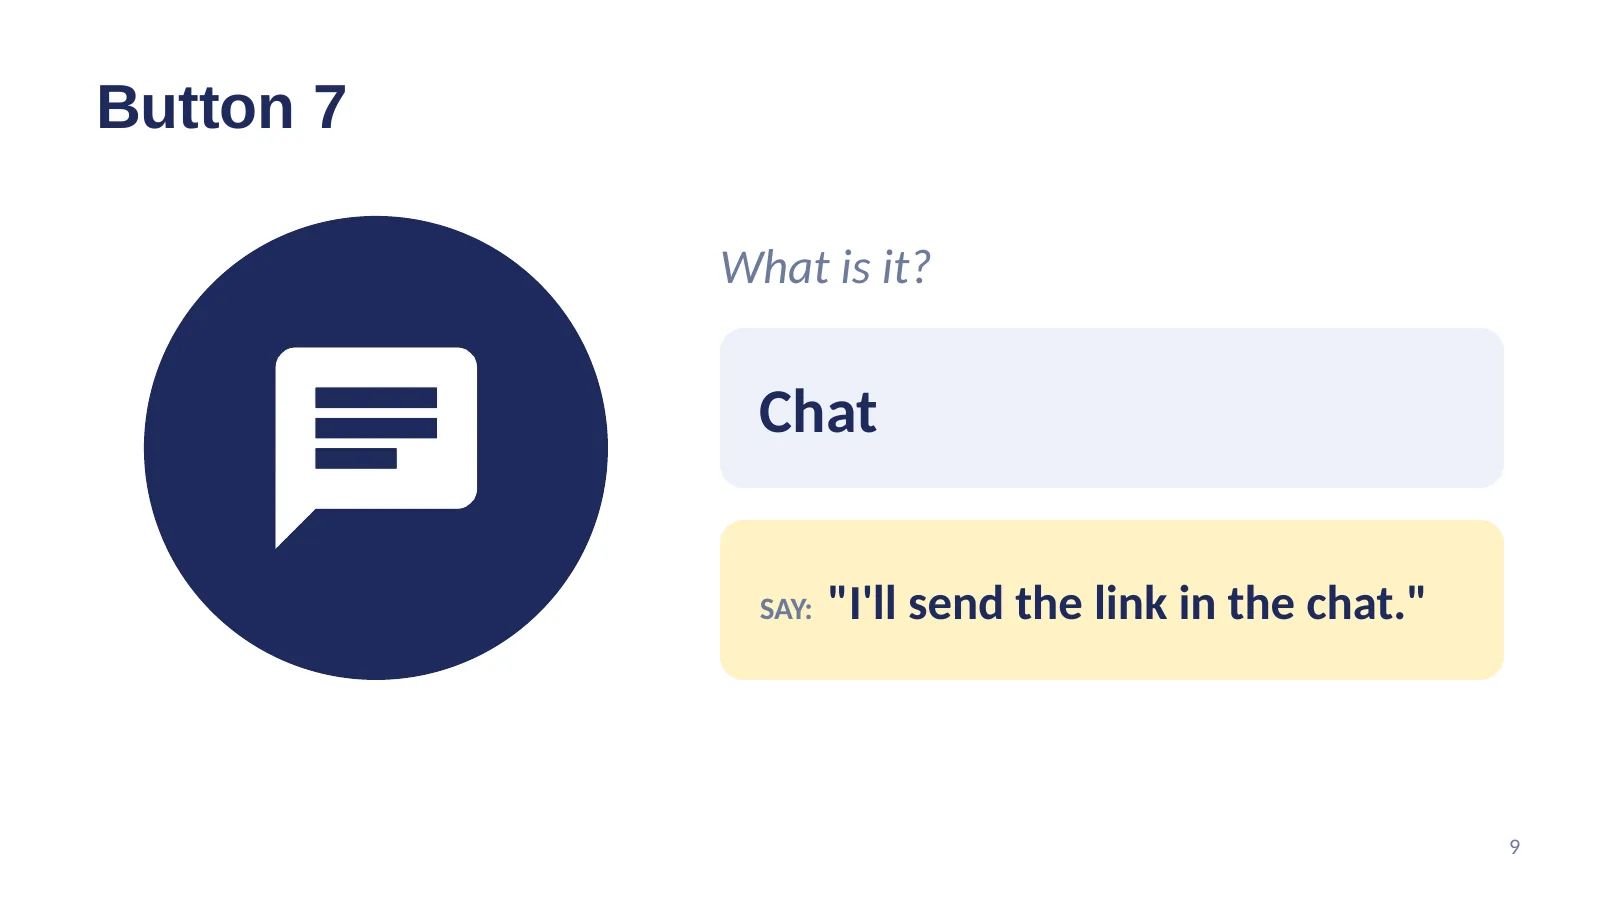 Button 7
What is it?
Chat
SAY: "I'll send the link in the chat."
9